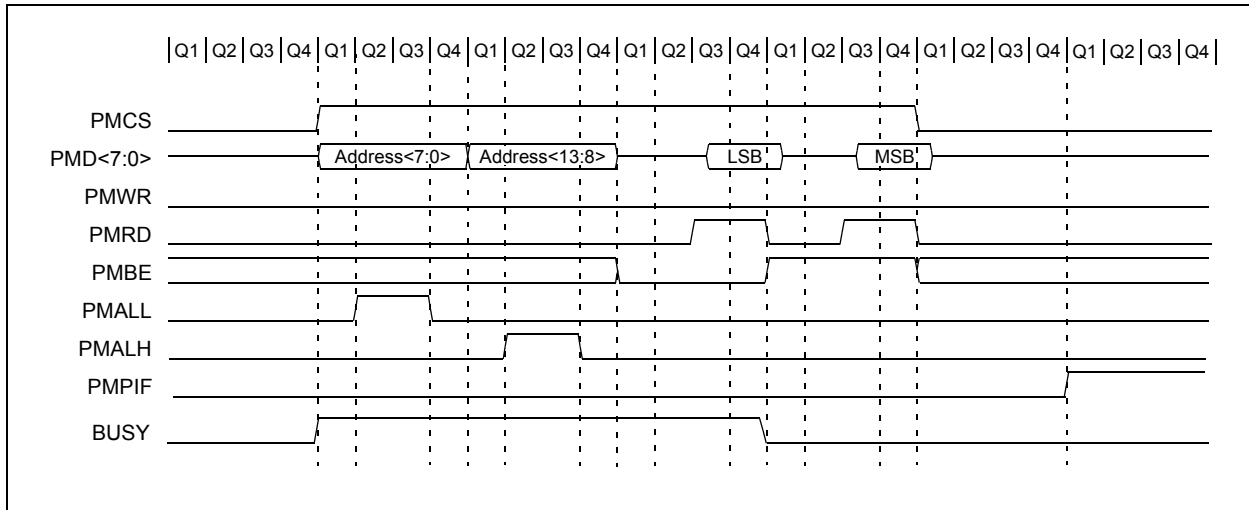 Q1 Q2 Q3 Q4 Q1 Q2 Q3 Q4 Q1 Q2 Q3 Q4 Q1 Q2 Q3 Q4 Q1 Q2 Q3 Q4 Q1 Q2 Q3 Q4 Q1 Q2 Q3 Q4
PMCS
PMD<7:0> Address<7:0> Address<13:8> LSB MSB
PMWR
PMRD
PMBE
PMALL
PMALH
PMPIF
BUSY